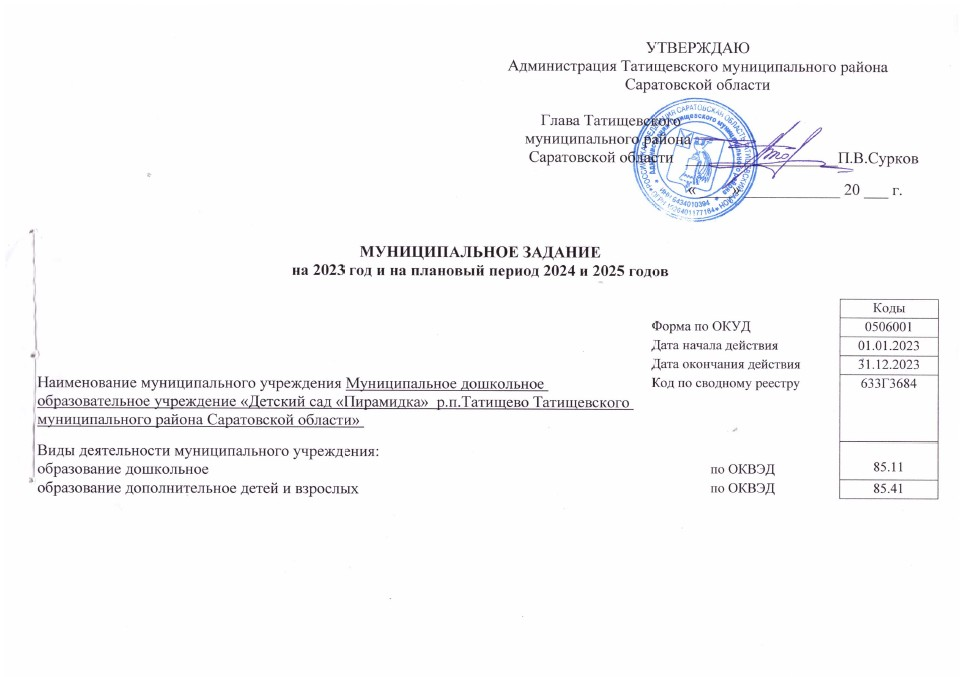 УТВЕРЖДАЮ
Администрация Татищевского муниципального района
Саратовской области
Глава Татищевского
муниципального района
Саратовской области П.В.Сурков
« » 20 ___ г.
МУНИЦИПАЛЬНОЕ ЗАДАНИЕ
на 2023 год и на плановый период 2024 и 2025 годов
Коды
Форма по ОКУД 0506001
Дата начала действия 01.01.2023
Дата окончания действия 31.12.2023
Наименование муниципального учреждения Муниципальное дошкольное Код по сводному реестру 633Г3684
образовательное учреждение «Детский сад «Пирамидка» р.п.Татищево Татищевского
муниципального района Саратовской области»
Виды деятельности муниципального учреждения:
образование дошкольное по ОКВЭД 85.11
образование дополнительное детей и взрослых по ОКВЭД 85.41